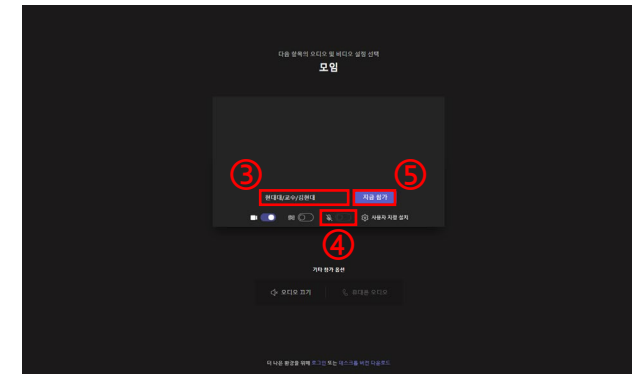 다음 항목의 오디오 및 비디오 설정 선택
모임
③ ⑤
현대대/교수/김현대 지금 참가
사용자 지정 설치
④
기타 참가 옵션
오디오 끄기 휴대폰 오디오
더 나은 환경을 위해 로그인 또는 데스크톱 버전 다운로드